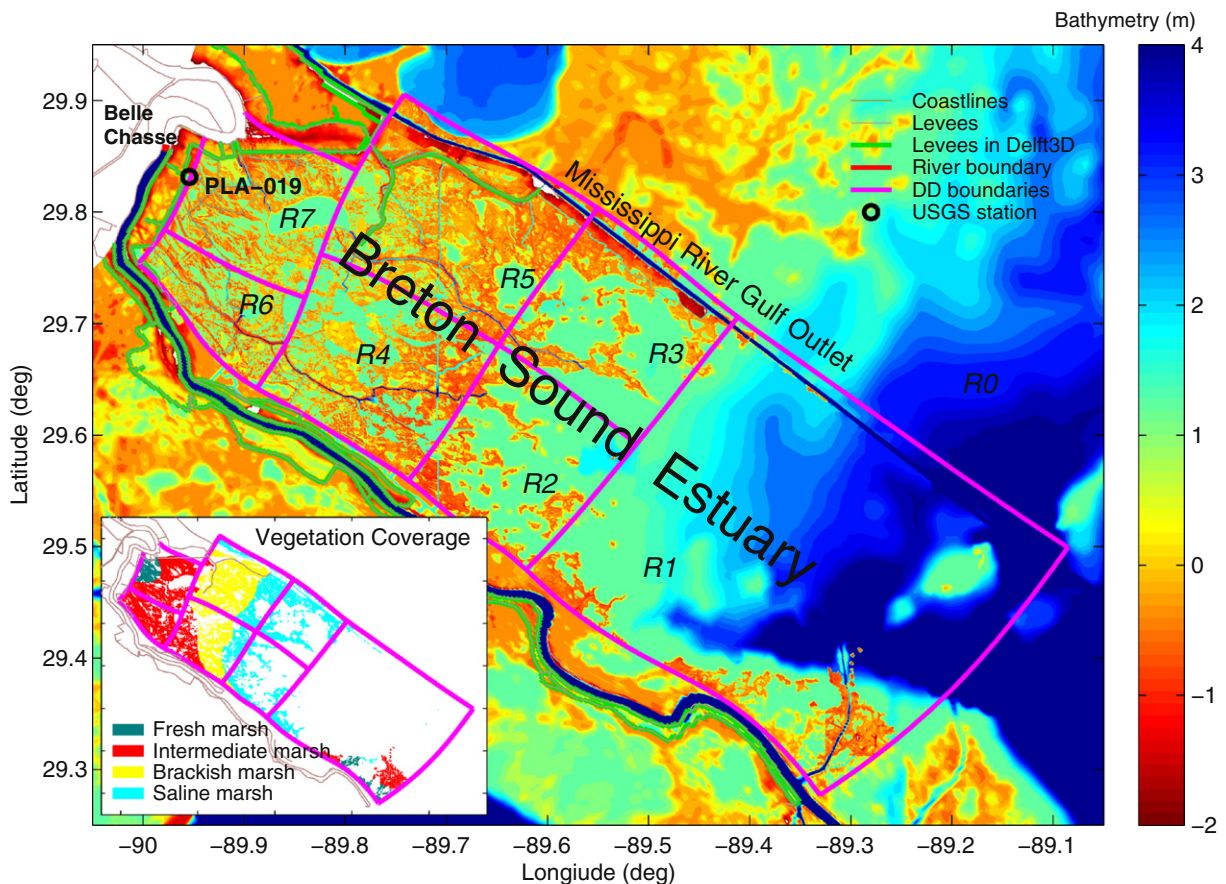 Bathymetry (m)
Coastlines
Levees
Levees in Delft3D
River boundary
DD boundaries
USGS station
Belle
Chasse
PLA−019
Mississippi River Gulf Outlet
Breton Sound Estuary
R7
R5
R6
R4
R3
R0
R2
R1
Vegetation Coverage
Fresh marsh
Intermediate marsh
Brackish marsh
Saline marsh
Latitude (deg)
29.9
29.8
29.7
29.6
29.5
29.4
29.3
−90
−89.9
−89.8
−89.7
−89.6
−89.5
−89.4
−89.3
−89.2
−89.1
Longiude (deg)
4
3
2
1
0
−1
−2